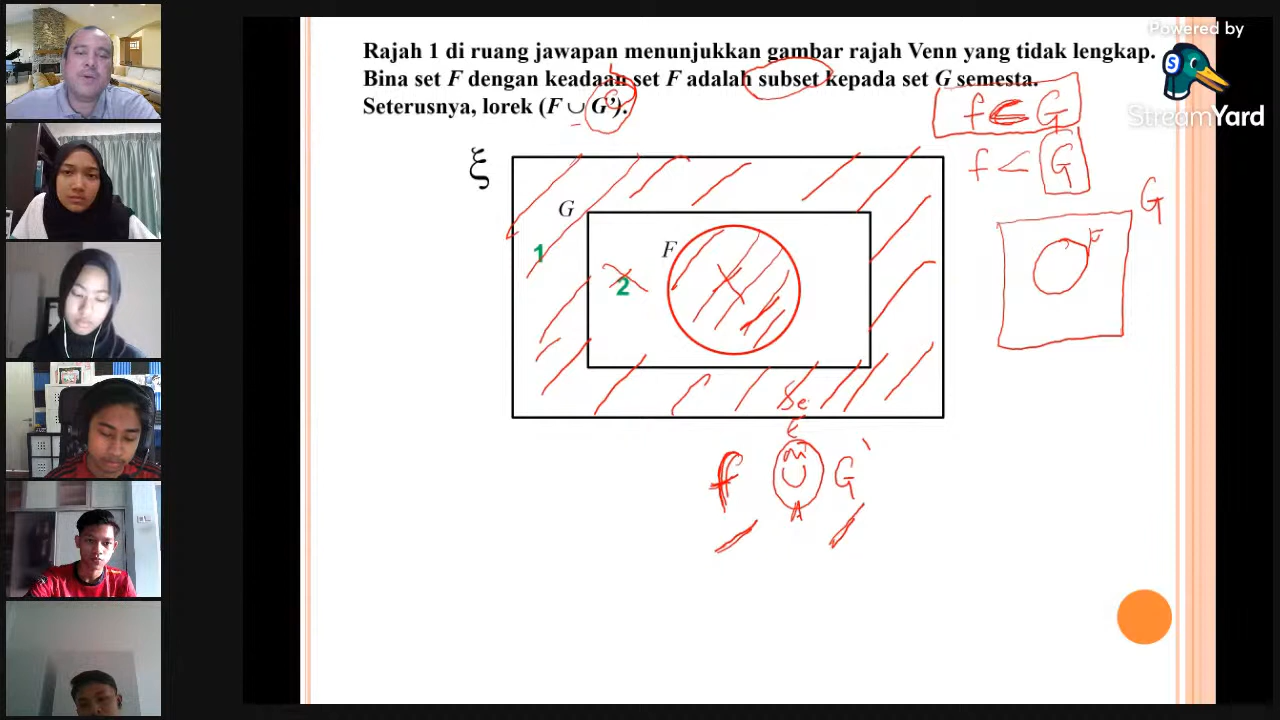 Powered by
StreamYard
Rajah 1 di ruang jawapan menunjukkan gambar rajah Venn yang tidak lengkap.
Bina set F dengan keadaan set F adalah subset kepada set G semesta.
Seterusnya, lorek (F ∪ G').
f ⊂ G
f < G
G
F
ξ
G
F
1
2
Se
f ∪ G'